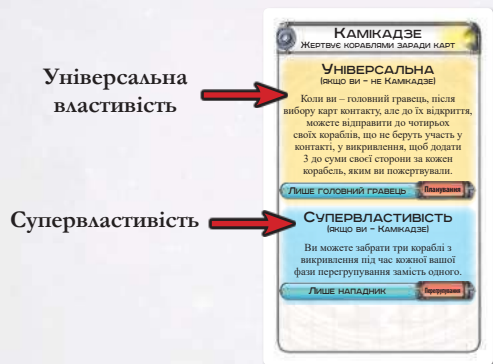 Універсальна
властивість
Супервластивість
Камікадзе
Жертвує кораблями заради карт
Універсальна
(якщо ви – не Камікадзе)
Коли ви – головний гравець, після
вибору карт контакту, але до їх відкриття,
можете відправити до чотирьох
своїх кораблів, що не беруть участь у
контакті, у викривлення, щоб додати
3 до суми своєї сторони за кожен
корабель, яким ви пожертвували.
Лише головний гравець Планування
Супервластивість
(якщо ви – Камікадзе)
Ви можете забрати три кораблі з
викривлення під час кожної вашої
фази перегрупування замість одного.
Лише нападник Перегрупування